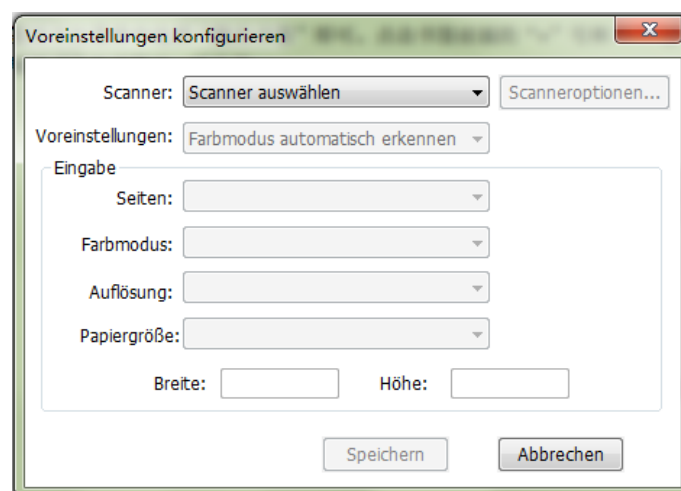 Voreinstellungen konfigurieren
Scanner: Scanner auswählen Scanneroptionen...
Voreinstellungen: Farbmodus automatisch erkennen
Eingabe
Seiten:
Farbmodus:
Auflösung:
Papiergröße:
Breite: Höhe:
Speichern Abbrechen